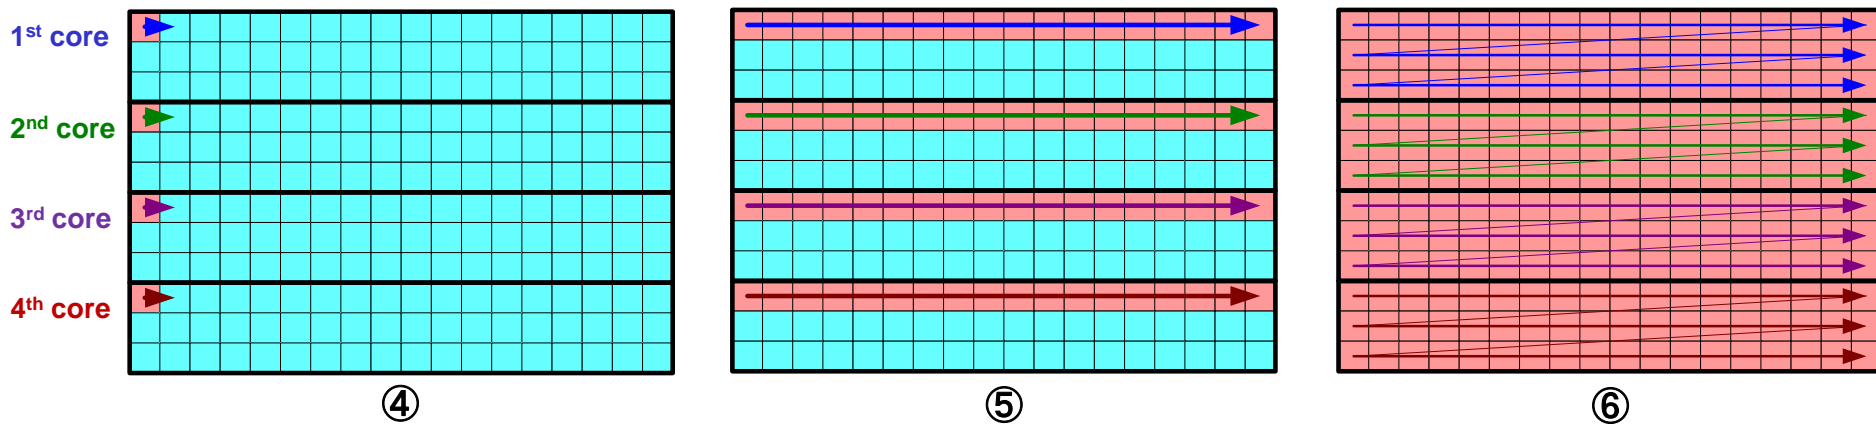 1st core
2nd core
3rd core
4th core
④ ⑤ ⑥